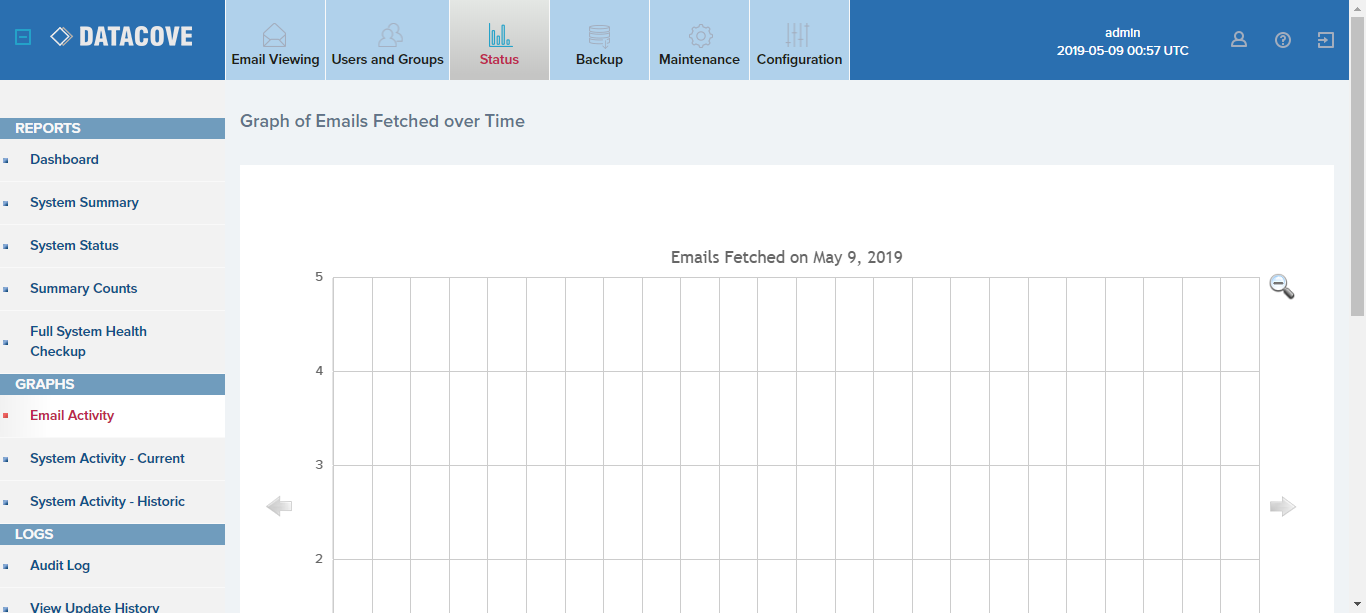 DATACOVE
Email Viewing
Users and Groups
Status
Backup
Maintenance
Configuration
admin
2019-05-09 00:57 UTC
REPORTS
Dashboard
System Summary
System Status
Summary Counts
Full System Health
Checkup
GRAPHS
Email Activity
System Activity - Current
System Activity - Historic
LOGS
Audit Log
View Update History
Graph of Emails Fetched over Time
Emails Fetched on May 9, 2019
5
4
3
2